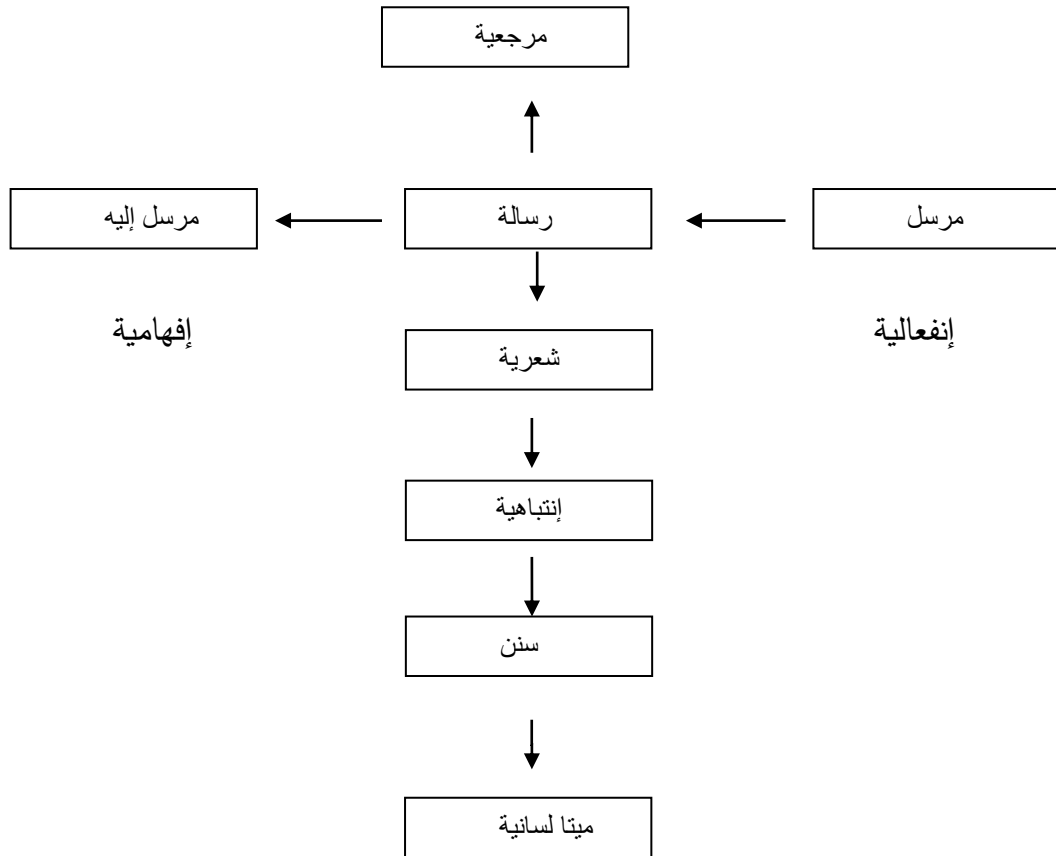 مرجعية
مرسل
رسالة
مرسل إليه
إنفعالية
إفهامية
شعرية
إنتباهية
سنن
ميتا لسانية